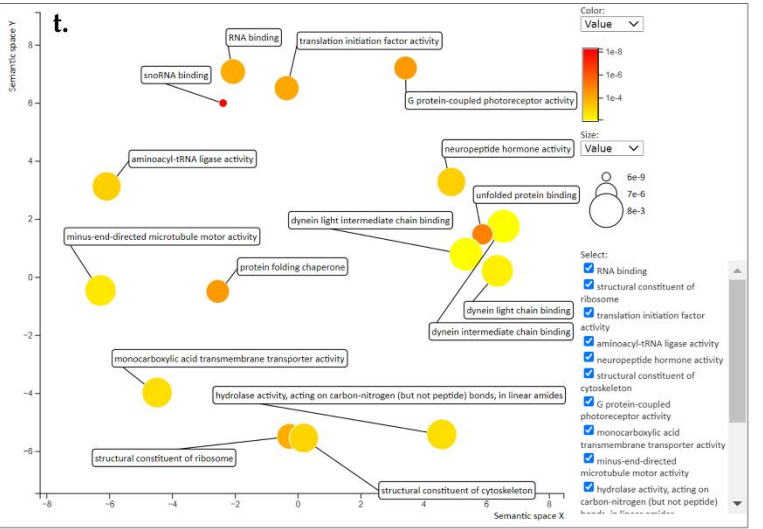 t.
Semantic space Y
8
6
4
2
0
−2
−4
−6
−8
−6
−4
−2
0
2
4
6
8
Semantic space X
RNA binding
translation initiation factor activity
snoRNA binding
G protein-coupled photoreceptor activity
neuropeptide hormone activity
aminoacyl-tRNA ligase activity
unfolded protein binding
dynein light intermediate chain binding
minus-end-directed microtubule motor activity
protein folding chaperone
dynein light chain binding
dynein intermediate chain binding
monocarboxylic acid transmembrane transporter activity
hydrolase activity, acting on carbon-nitrogen (but not peptide) bonds, in linear amides
structural constituent of ribosome
structural constituent of cytoskeleton
Color:
Value
1e-8
1e-6
1e-4
Size:
Value
6e-9
7e-6
8e-3
Select:
RNA binding
structural constituent of
ribosome
translation initiation factor
activity
aminoacyl-tRNA ligase activity
neuropeptide hormone activity
structural constituent of
cytoskeleton
G protein-coupled
photoreceptor activity
monocarboxylic acid
transmembrane transporter activity
minus-end-directed
microtubule motor activity
hydrolase activity, acting on
carbon-nitrogen (but not peptide)
bonds, in linear amides